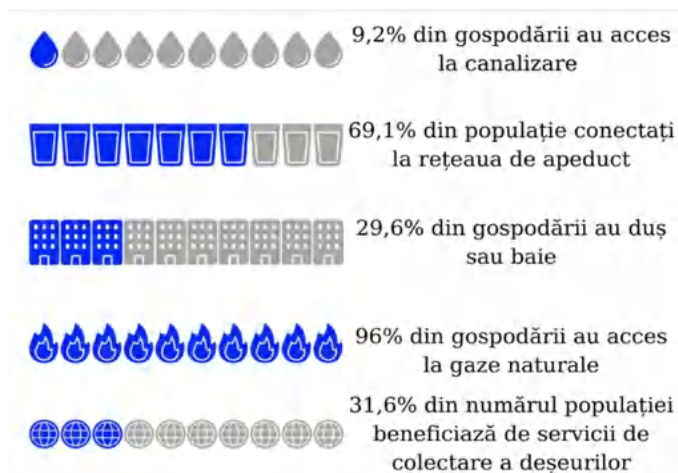 9,2% din gospodării au acces
la canalizare
69,1% din populație conectați
la rețeaua de apeduct
29,6% din gospodării au duș
sau baie
96% din gospodării au acces
la gaze naturale
31,6% din numărul populației
beneficiază de servicii de
colectare a deșeurilor